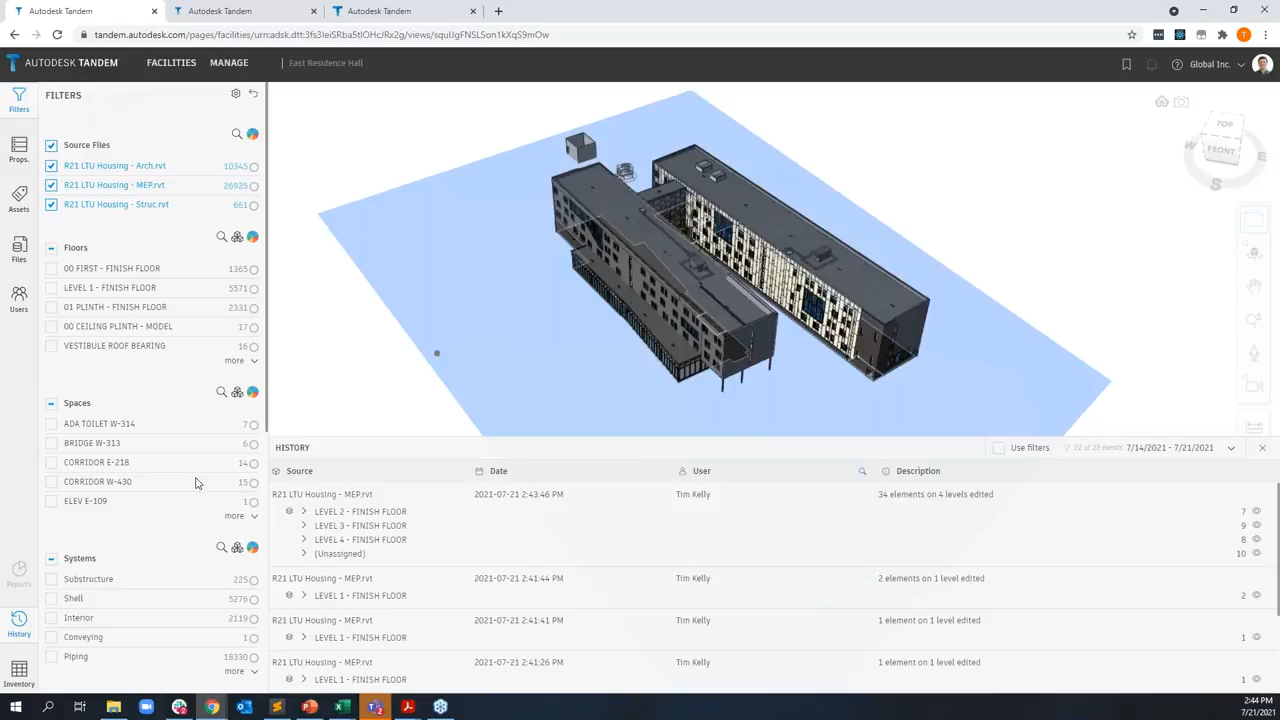 Autodesk Tandem
Autodesk Tandem
Autodesk Tandem
tandem.autodesk.com/pages/facilities/urn:adsk.dtt:3fs3IeiSRba5tIOHcJRx2g/views/squIJgFNSLSon1kXqS9mOw
T
AUTODESK TANDEM
FACILITIES
MANAGE
East Residence Hall
Global Inc.
Filters
Props.
Assets
Files
Users
Reports
History
Inventory
FILTERS
Source Files
R21 LTU Housing - Arch.rvt 10345
R21 LTU Housing - MEP.rvt 26925
R21 LTU Housing - Struc.rvt 661
Floors
00 FIRST - FINISH FLOOR 1365
LEVEL 1 - FINISH FLOOR 5571
01 PLINTH - FINISH FLOOR 2331
00 CEILING PLINTH - MODEL 17
VESTIBULE ROOF BEARING 16
more
Spaces
ADA TOILET W-314 7
BRIDGE W-313 6
CORRIDOR E-218 14
CORRIDOR W-430 15
ELEV E-109 1
more
Systems
Substructure 225
Shell 5276
Interior 2119
Conveying 1
Piping 18330
more
TOP
FRONT
W
E
S
HISTORY
Use filters
22 of 22 events
7/14/2021 - 7/21/2021
Source Date User Description
R21 LTU Housing - MEP.rvt 2021-07-21 2:43:46 PM Tim Kelly 34 elements on 4 levels edited
LEVEL 2 - FINISH FLOOR 7
LEVEL 3 - FINISH FLOOR 9
LEVEL 4 - FINISH FLOOR 8
(Unassigned) 10
R21 LTU Housing - MEP.rvt 2021-07-21 2:41:44 PM Tim Kelly 2 elements on 1 level edited
LEVEL 1 - FINISH FLOOR 2
R21 LTU Housing - MEP.rvt 2021-07-21 2:41:41 PM Tim Kelly 1 element on 1 level edited
LEVEL 1 - FINISH FLOOR 1
R21 LTU Housing - MEP.rvt 2021-07-21 2:41:26 PM Tim Kelly 1 element on 1 level edited
LEVEL 1 - FINISH FLOOR 1
2:44 PM
7/21/2021